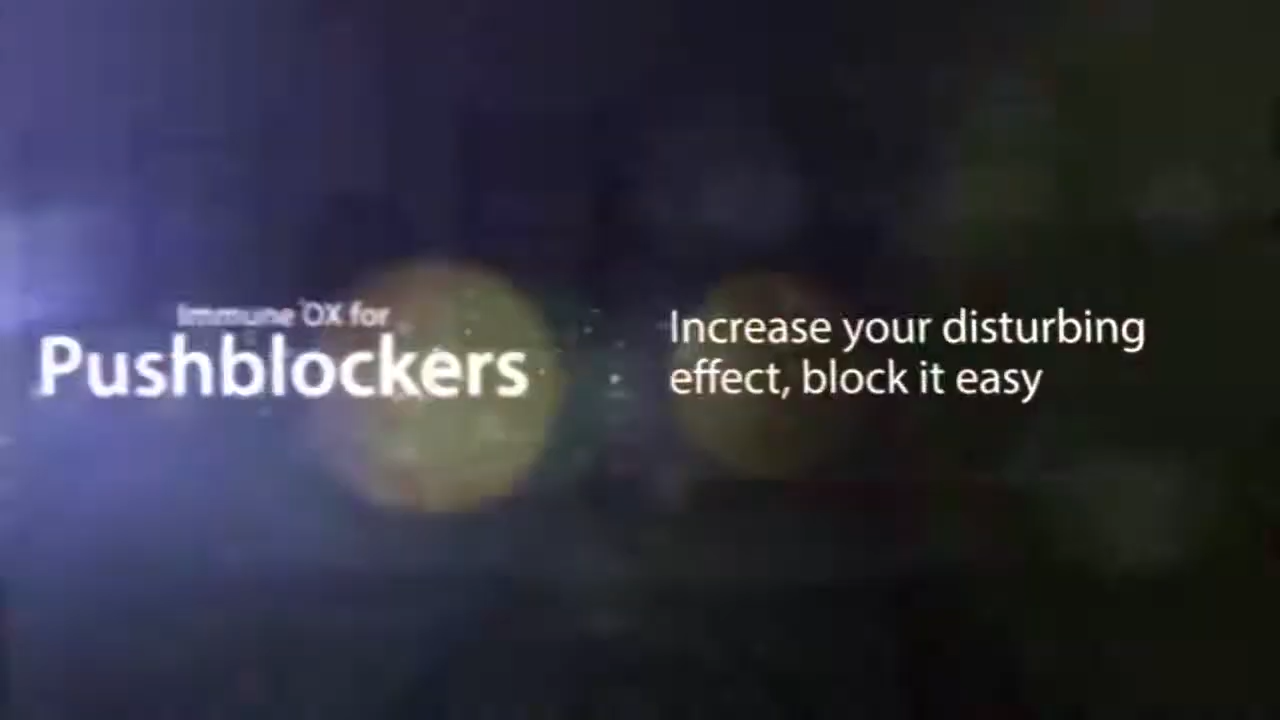 Immune OX for
Pushblockers
Increase your disturbing
effect, block it easy